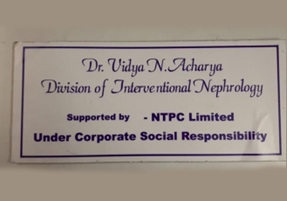 Dr. Vidya N. Acharya
Division of Interventional Nephrology
Supported by - NTPC Limited
Under Corporate Social Responsibility